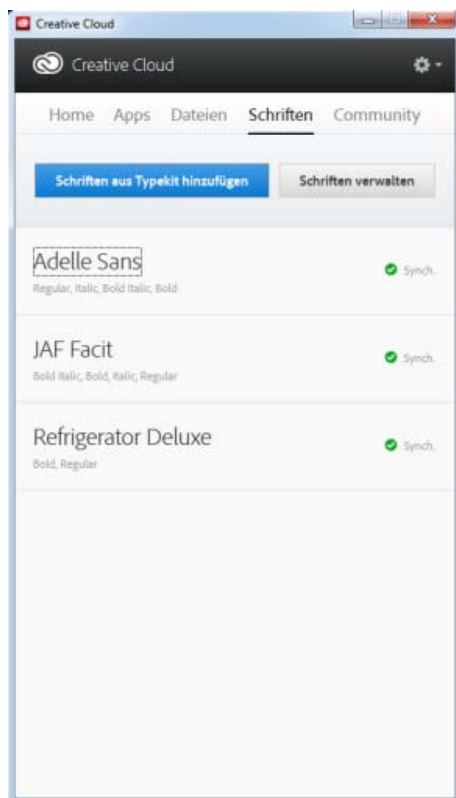 Creative Cloud
Creative Cloud
Home Apps Dateien Schriften Community
Schriften aus Typekit hinzufügen Schriften verwalten
Adelle Sans
Synch.
Regular, Italic, Bold Italic, Bold
JAF Facit
Synch.
Bold Italic, Bold, Italic, Regular
Refrigerator Deluxe
Synch.
Bold, Regular